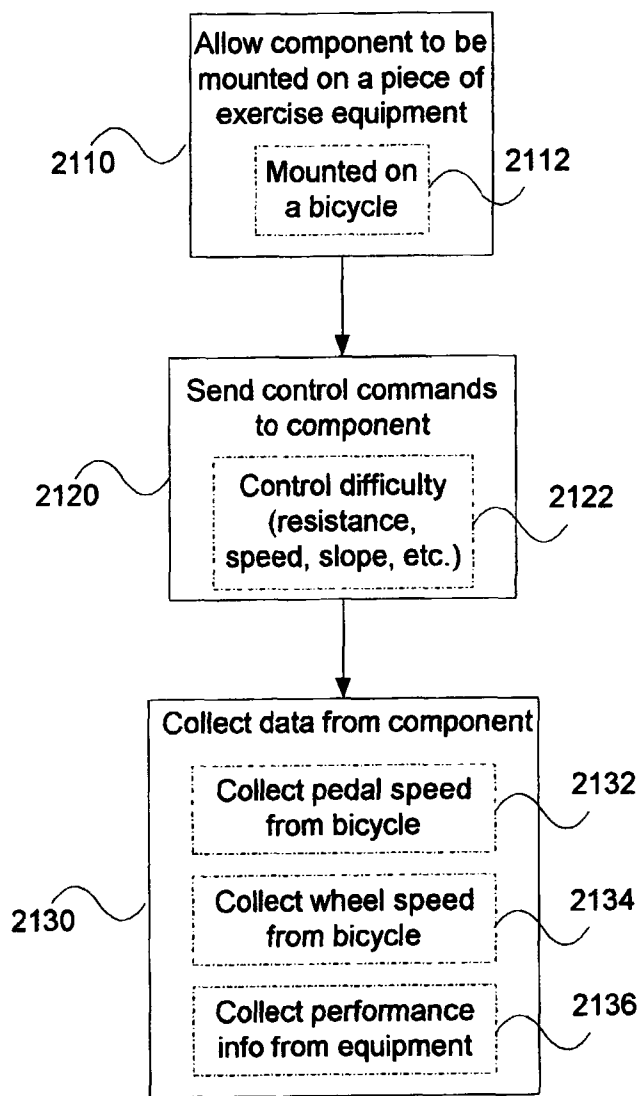 Allow component to be
mounted on a piece of
exercise equipment
2110
Mounted on
a bicycle
2112
Send control commands
to component
2120
Control difficulty
(resistance,
speed, slope, etc.)
2122
Collect data from component
2130
Collect pedal speed
from bicycle
2132
Collect wheel speed
from bicycle
2134
Collect performance
info from equipment
2136